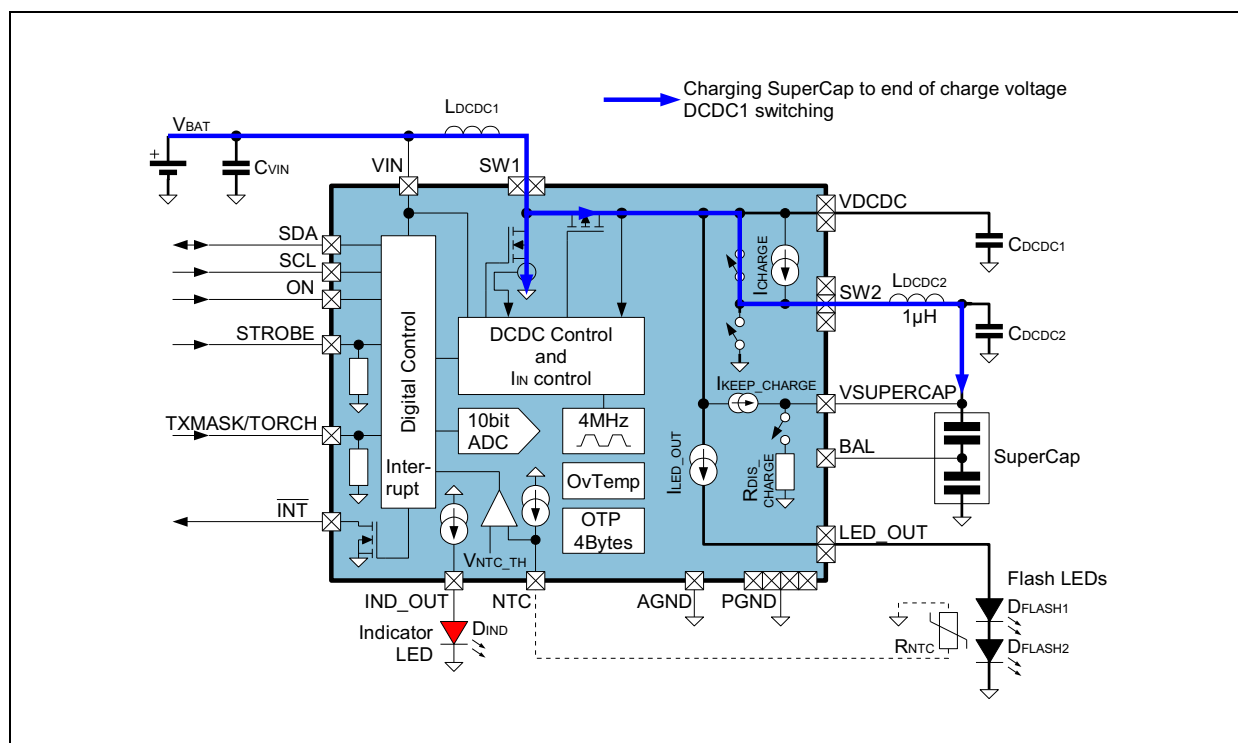 Charging SuperCap to end of charge voltage
DCDC1 switching
LDCDC1
VBAT
+
CVIN
VIN
SW1
VDCDC
CDCDC1
SDA
SCL
ON
STROBE
TXMASK/TORCH
INT
Digital Control
Inter-
rupt
DCDC Control
and
IIN control
10bit
ADC
4MHz
OvTemp
OTP
4Bytes
VNTC_TH
ICHARGE
SW2
LDCDC2
1µH
CDCDC2
IKEEP_CHARGE
VSUPERCAP
BAL
SuperCap
ILED_OUT
RDIS_
CHARGE
LED_OUT
IND_OUT
NTC
AGND
PGND
Flash LEDs
DFLASH1
DFLASH2
RNTC
Indicator
LED
DIND